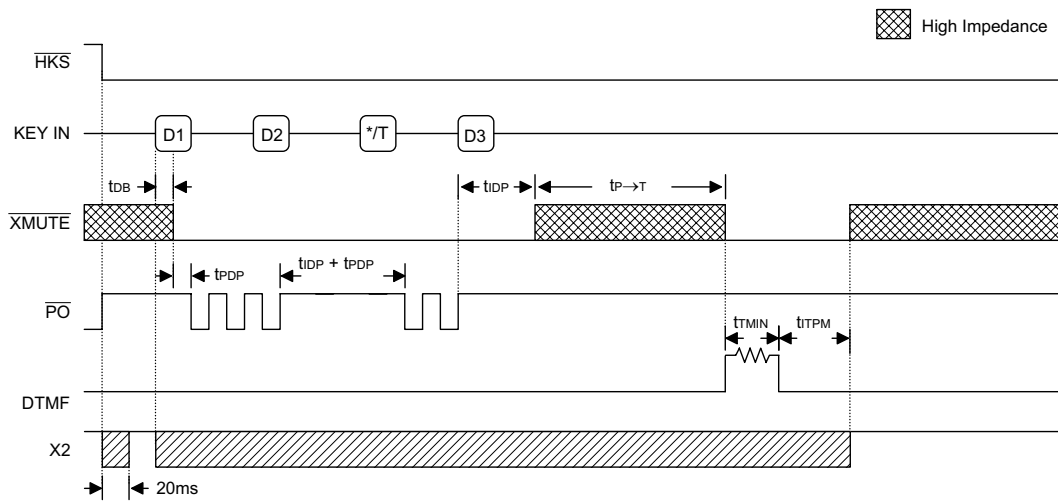 High Impedance
HKS
KEY IN
D1
D2
*/T
D3
tDB
tIDP
tP→T
XMUTE
tPDP
tIDP + tPDP
PO
tTMIN
tITPM
DTMF
X2
20ms